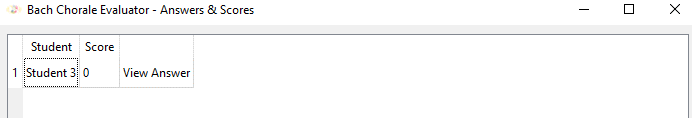 Bach Chorale Evaluator - Answers & Scores
Student Score
1 Student 3 0 View Answer